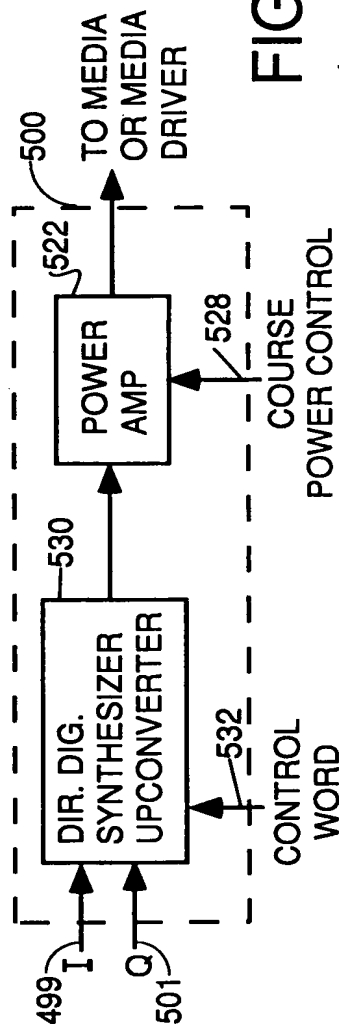 499
I
Q
501
DIR. DIG.
SYNTHESIZER
UPCONVERTER
530
532
CONTROL
WORD
POWER
AMP
522
500
528
COURSE
POWER CONTROL
TO MEDIA
OR MEDIA
DRIVER
FIG